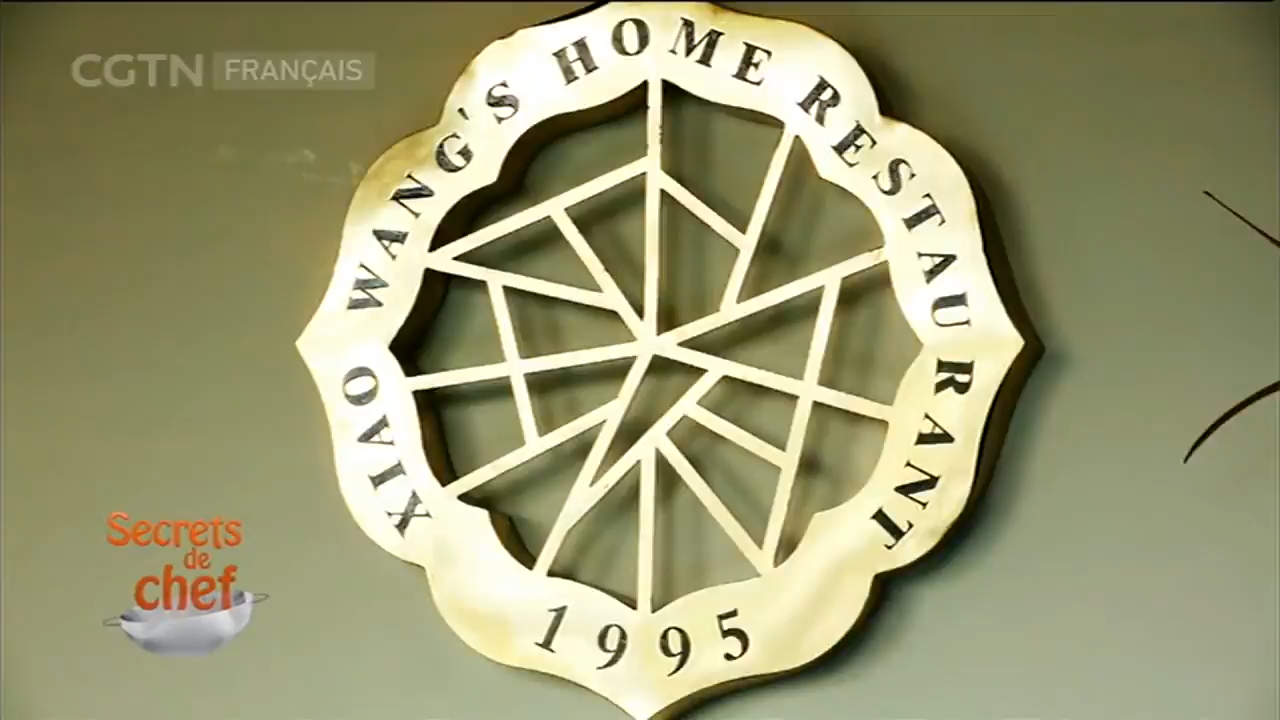 CGTN FRANÇAIS
XIAO WANG'S HOME RESTAURANT
1995
Secrets
de
chef